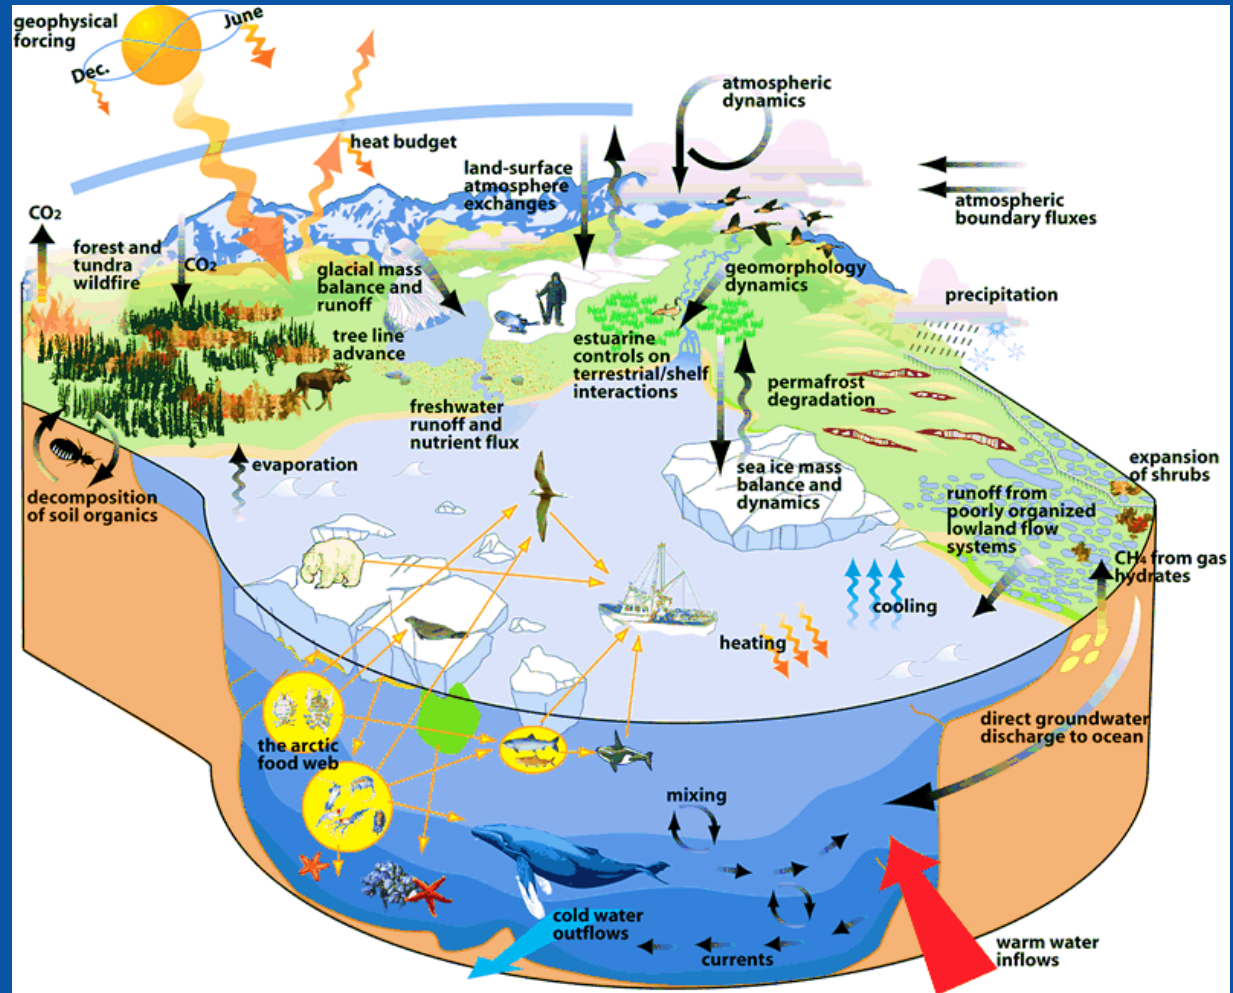 geophysical
forcing
June
Dec.
heat budget
atmospheric
dynamics
land-surface
atmosphere
exchanges
atmospheric
boundary fluxes
CO₂
forest and
tundra
wildfire
CO₂
glacial mass
balance and
runoff
geomorphology
dynamics
precipitation
tree line
advance
estuarine
controls on
terrestrial/shelf
interactions
permafrost
degradation
freshwater
runoff and
nutrient flux
evaporation
decomposition
of soil organics
sea ice mass
balance and
dynamics
expansion
of shrubs
runoff from
poorly organized
lowland flow
systems
CH₄ from gas
hydrates
cooling
heating
direct groundwater
discharge to ocean
the arctic
food web
mixing
cold water
outflows
currents
warm water
inflows